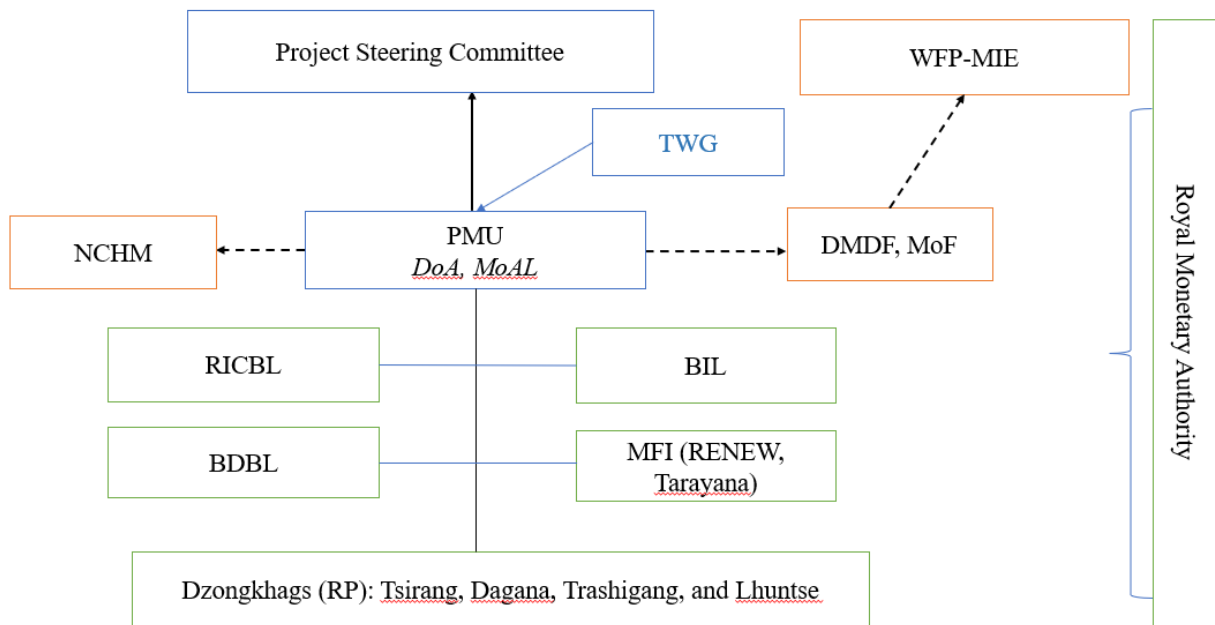 Project Steering Committee
WFP-MIE
TWG
NCHM
PMU
DoA, MoAL
DMDF, MoF
RICBL
BIL
BDBL
MFI (RENEW,
Tarayana)
Dzongkhags (RP): Tsirang, Dagana, Trashigang, and Lhuntse
Royal Monetary Authority